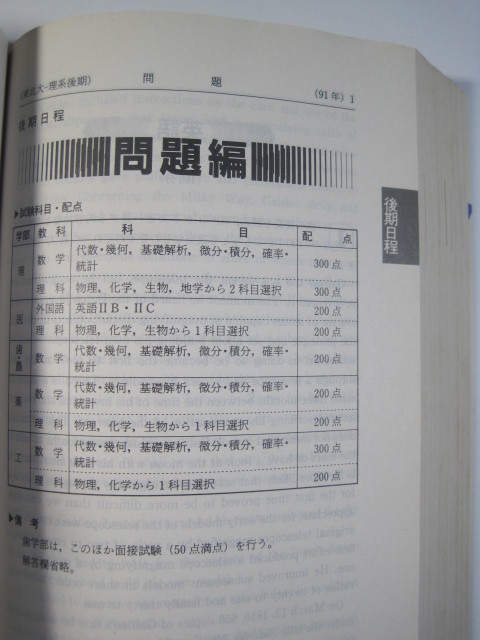 (東北大-理系後期) 問題 (91年) 1
後期日程
問題編
後期日程
▶試験科目・配点
学部 教科 科目 配点
理 数学 代数・幾何，基礎解析，微分・積分，確率・統計 300点
理科 物理，化学，生物，地学から2科目選択 300点
医 外国語 英語ⅡB・ⅡC 200点
理科 物理，化学，生物から1科目選択 200点
歯・農 数学 代数・幾何，基礎解析，微分・積分，確率・統計 200点
薬 数学 代数・幾何，基礎解析，微分・積分，確率・統計 200点
理科 物理，化学，生物から1科目選択 200点
工 数学 代数・幾何，基礎解析，微分・積分，確率・統計 300点
理科 物理，化学から1科目選択 200点
▶備考
歯学部は，このほか面接試験（50点満点）を行う。
解答欄省略。